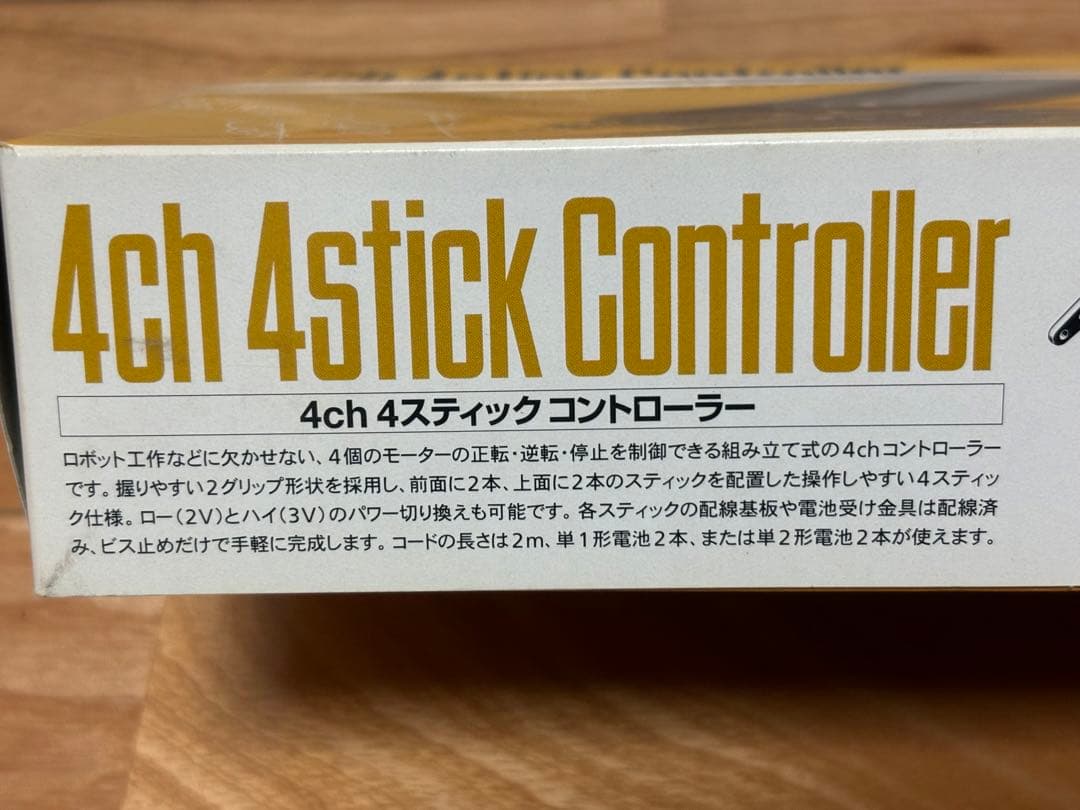 4stick Controller
4ch 4stick Controller
4ch 4スティック コントローラー
ロボット工作などに欠かせない、4個のモーターの正転・逆転・停止を制御できる組み立て式の4chコントローラー
です。握りやすい2グリップ形状を採用し、前面に2本、上面に2本のスティックを配置した操作しやすい4スティッ
ク仕様。ロー(2V)とハイ(3V)のパワー切り換えも可能です。各スティックの配線基板や電池受け金具は配線済
み、ビス止めだけで手軽に完成します。コードの長さは2m、単1形電池2本、または単2形電池2本が使えます。